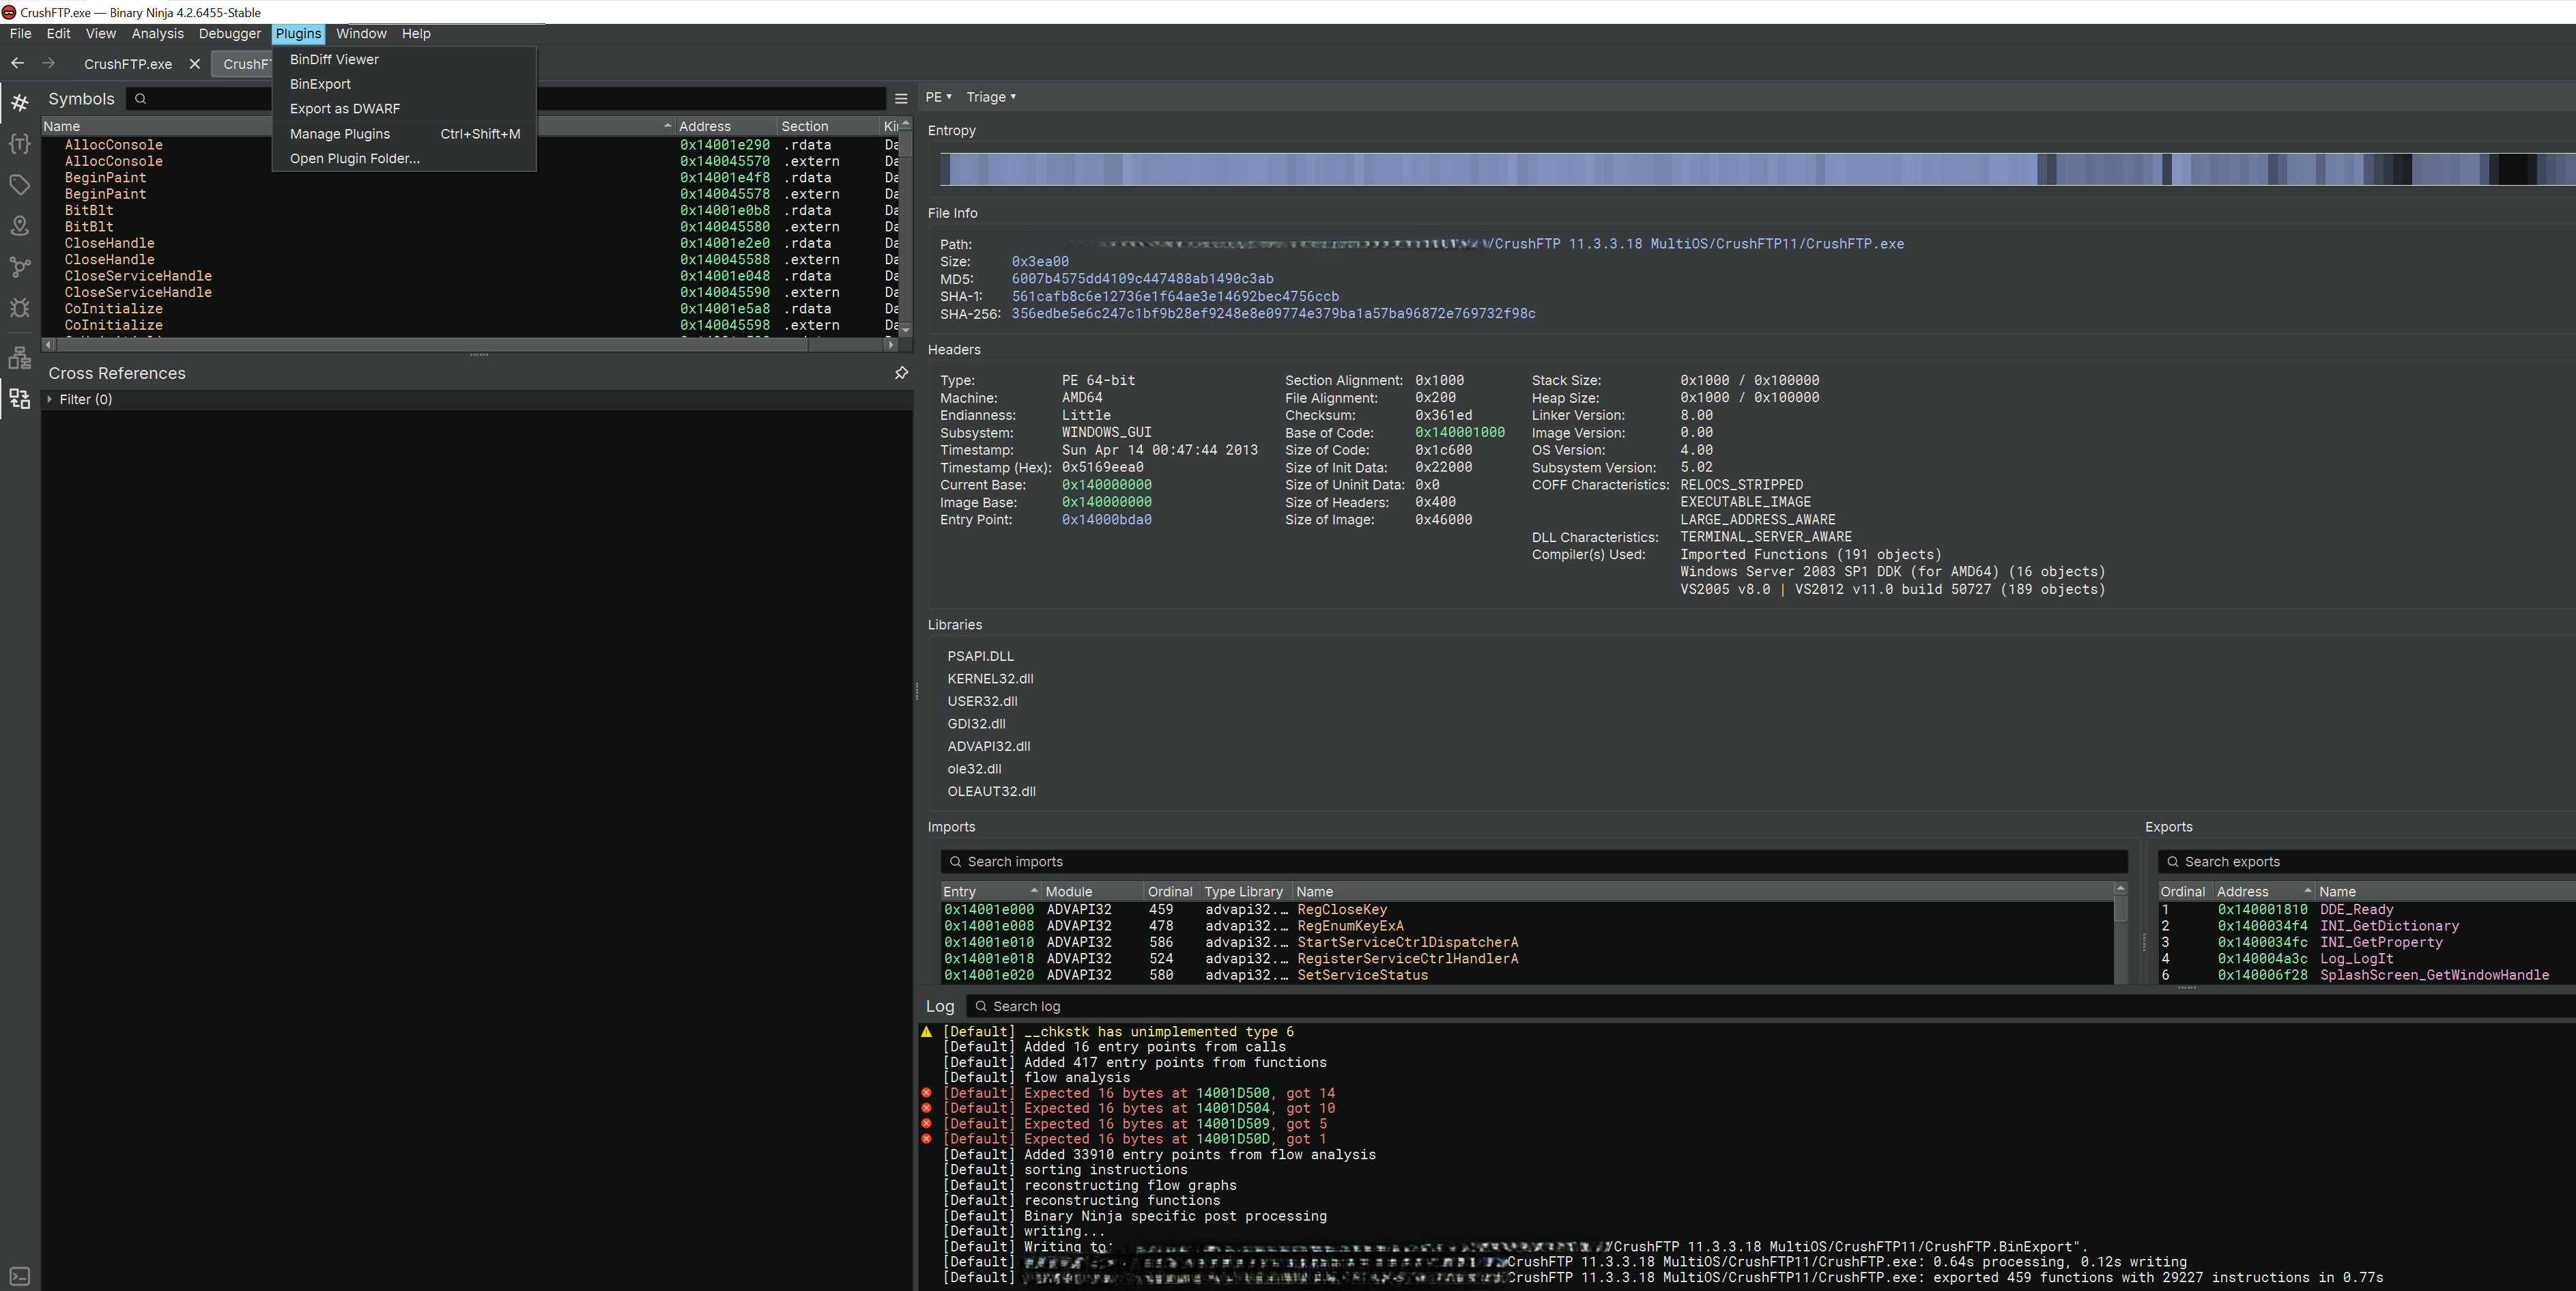 CrushFTP.exe — Binary Ninja 4.2.6455-Stable
File Edit View Analysis Debugger Plugins Window Help
CrushFTP.exe CrushFT
BinDiff Viewer
BinExport
Export as DWARF
Manage Plugins Ctrl+Shift+M
Open Plugin Folder...
Symbols
Name Address Section
AllocConsole 0x14001e290 .rdata Da
AllocConsole 0x140045570 .extern Da
BeginPaint 0x14001e4f8 .rdata Da
BeginPaint 0x140045578 .extern Da
BitBlt 0x14001e0b8 .rdata Da
BitBlt 0x140045580 .extern Da
CloseHandle 0x14001e2e0 .rdata Da
CloseHandle 0x140045588 .extern Da
CloseServiceHandle 0x14001e048 .rdata Da
CloseServiceHandle 0x140045590 .extern Da
CoInitialize 0x14001e5a8 .rdata Da
CoInitialize 0x140045598 .extern Da
Cross References
Filter (0)
PE Triage
Entropy
File Info
Path: /CrushFTP 11.3.3.18 MultiOS/CrushFTP11/CrushFTP.exe
Size: 0x3ea00
MD5: 6007b4575dd4109c447488ab1490c3ab
SHA-1: 561cafb8c6e12736e1f64ae3e14692bec4756ccb
SHA-256: 356edbe5e6c247c1bf9b28ef9248e8e09774e379ba1a57ba96872e769732f98c
Headers
Type: PE 64-bit Section Alignment: 0x1000 Stack Size: 0x1000 / 0x100000
Machine: AMD64 File Alignment: 0x200 Heap Size: 0x1000 / 0x100000
Endianness: Little Checksum: 0x361ed Linker Version: 8.00
Subsystem: WINDOWS_GUI Base of Code: 0x140001000 Image Version: 0.00
Timestamp: Sun Apr 14 00:47:44 2013 Size of Code: 0x1c600 OS Version: 4.00
Timestamp (Hex): 0x5169eea0 Size of Init Data: 0x22000 Subsystem Version: 5.02
Current Base: 0x140000000 Size of Uninit Data: 0x0 COFF Characteristics: RELOCS_STRIPPED
Image Base: 0x140000000 Size of Headers: 0x400 EXECUTABLE_IMAGE
Entry Point: 0x14000bda0 Size of Image: 0x46000 LARGE_ADDRESS_AWARE
DLL Characteristics: TERMINAL_SERVER_AWARE
Compiler(s) Used: Imported Functions (191 objects)
Windows Server 2003 SP1 DDK (for AMD64) (16 objects)
VS2005 v8.0 | VS2012 v11.0 build 50727 (189 objects)
Libraries
PSAPI.DLL
KERNEL32.dll
USER32.dll
GDI32.dll
ADVAPI32.dll
ole32.dll
OLEAUT32.dll
Imports
Search imports
Entry Module Ordinal Type Library Name
0x14001e000 ADVAPI32 459 advapi32.… RegCloseKey
0x14001e008 ADVAPI32 478 advapi32.… RegEnumKeyExA
0x14001e010 ADVAPI32 586 advapi32.… StartServiceCtrlDispatcherA
0x14001e018 ADVAPI32 524 advapi32.… RegisterServiceCtrlHandlerA
0x14001e020 ADVAPI32 580 advapi32.… SetServiceStatus
Exports
Search exports
Ordinal Address Name
1 0x140001810 DDE_Ready
2 0x1400034f4 INI_GetDictionary
3 0x1400034fc INI_GetProperty
4 0x140004a3c Log_LogIt
6 0x140006f28 SplashScreen_GetWindowHandle
Log Search log
[Default] __chkstk has unimplemented type 6
[Default] Added 16 entry points from calls
[Default] Added 417 entry points from functions
[Default] flow analysis
[Default] Expected 16 bytes at 14001D500, got 14
[Default] Expected 16 bytes at 14001D504, got 10
[Default] Expected 16 bytes at 14001D509, got 5
[Default] Expected 16 bytes at 14001D50D, got 1
[Default] Added 33910 entry points from flow analysis
[Default] sorting instructions
[Default] reconstructing flow graphs
[Default] reconstructing functions
[Default] Binary Ninja specific post processing
[Default] writing...
[Default] Writing to: /CrushFTP 11.3.3.18 MultiOS/CrushFTP11/CrushFTP.BinExport".
[Default] CrushFTP 11.3.3.18 MultiOS/CrushFTP11/CrushFTP.exe: 0.64s processing, 0.12s writing
[Default] CrushFTP 11.3.3.18 MultiOS/CrushFTP11/CrushFTP.exe: exported 459 functions with 29227 instructions in 0.77s